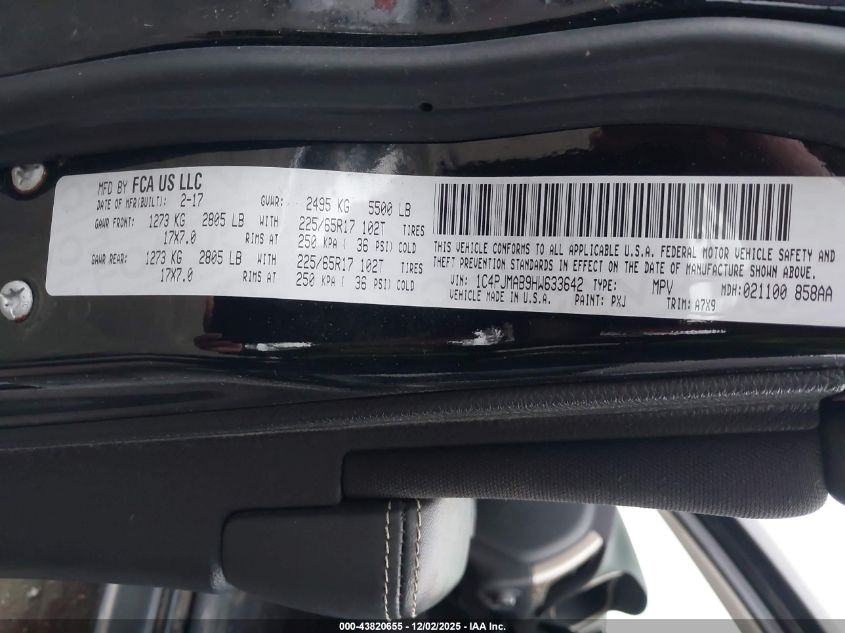 MFD BY FCA US LLC
DATE OF MFR(BUILT): 2-17 GVWR: 2495 KG 5500 LB
GAWR FRONT: 1273 KG 2805 LB WITH 225/65R17 102T TIRES
17X7.0 RIMS AT 250 KPA ( 36 PSI) COLD
GAWR REAR: 1273 KG 2805 LB WITH 225/65R17 102T TIRES
17X7.0 RIMS AT 250 KPA ( 36 PSI) COLD
THIS VEHICLE CONFORMS TO ALL APPLICABLE U.S.A. FEDERAL MOTOR VEHICLE SAFETY AND
THEFT PREVENTION STANDARDS IN EFFECT ON THE DATE OF MANUFACTURE SHOWN ABOVE.
VIN: 1C4PJMAB9HW633642 TYPE: MPV MDH:021100 858AA
VEHICLE MADE IN U.S.A. PAINT: PXJ TRIM:A7X9
000-43820655 - 12/02/2025 - IAA Inc.